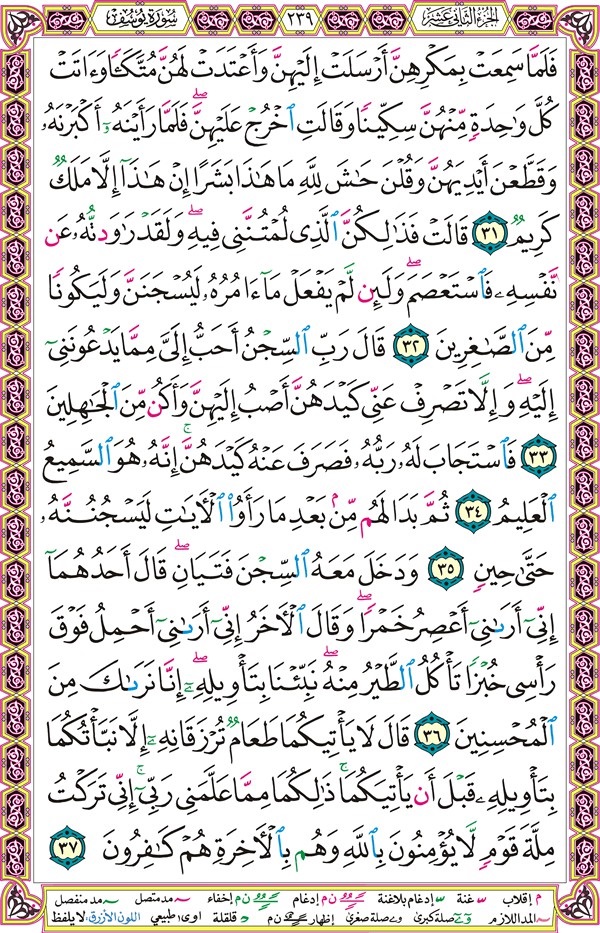 الجزء الثاني عشر ٢٣٩ سورة يوسف
فَلَمَّا سَمِعَتْ بِمَكْرِهِنَّ أَرْسَلَتْ إِلَيْهِنَّ وَأَعْتَدَتْ لَهُنَّ مُتَّكَـًٔا وَءَاتَتْ
كُلَّ وَٰحِدَةٍ مِّنْهُنَّ سِكِّينًا وَقَالَتِ ٱخْرُجْ عَلَيْهِنَّ ۖ فَلَمَّا رَأَيْنَهُۥٓ أَكْبَرْنَهُۥ
وَقَطَّعْنَ أَيْدِيَهُنَّ وَقُلْنَ حَٰشَ لِلَّهِ مَا هَٰذَا بَشَرًا إِنْ هَٰذَآ إِلَّا مَلَكٌ
كَرِيمٌ ٣١ قَالَتْ فَذَٰلِكُنَّ ٱلَّذِى لُمْتُنَّنِى فِيهِ ۖ وَلَقَدْ رَٰوَدتُّهُۥ عَن
نَّفْسِهِۦ فَٱسْتَعْصَمَ ۖ وَلَئِن لَّمْ يَفْعَلْ مَآ ءَامُرُهُۥ لَيُسْجَنَنَّ وَلَيَكُونًا
مِّنَ ٱلصَّٰغِرِينَ ٣٢ قَالَ رَبِّ ٱلسِّجْنُ أَحَبُّ إِلَىَّ مِمَّا يَدْعُونَنِىٓ
إِلَيْهِ ۖ وَإِلَّا تَصْرِفْ عَنِّى كَيْدَهُنَّ أَصْبُ إِلَيْهِنَّ وَأَكُن مِّنَ ٱلْجَٰهِلِينَ
٣٣ فَٱسْتَجَابَ لَهُۥ رَبُّهُۥ فَصَرَفَ عَنْهُ كَيْدَهُنَّ ۚ إِنَّهُۥ هُوَ ٱلسَّمِيعُ
ٱلْعَلِيمُ ٣٤ ثُمَّ بَدَا لَهُم مِّنۢ بَعْدِ مَا رَأَوُا۟ ٱلْءَايَٰتِ لَيَسْجُنُنَّهُۥ
حَتَّىٰ حِينٍ ٣٥ وَدَخَلَ مَعَهُ ٱلسِّجْنَ فَتَيَانِ ۖ قَالَ أَحَدُهُمَآ
إِنِّىٓ أَرَىٰنِىٓ أَعْصِرُ خَمْرًا ۖ وَقَالَ ٱلْءَاخَرُ إِنِّىٓ أَرَىٰنِىٓ أَحْمِلُ فَوْقَ
رَأْسِى خُبْزًا تَأْكُلُ ٱلطَّيْرُ مِنْهُ ۖ نَبِّئْنَا بِتَأْوِيلِهِۦٓ ۖ إِنَّا نَرَىٰكَ مِنَ
ٱلْمُحْسِنِينَ ٣٦ قَالَ لَا يَأْتِيكُمَا طَعَامٌ تُرْزَقَانِهِۦٓ إِلَّا نَبَّأْتُكُمَا
بِتَأْوِيلِهِۦ قَبْلَ أَن يَأْتِيَكُمَا ۚ ذَٰلِكُمَا مِمَّا عَلَّمَنِى رَبِّىٓ ۚ إِنِّى تَرَكْتُ
مِلَّةَ قَوْمٍ لَّا يُؤْمِنُونَ بِٱللَّهِ وَهُم بِٱلْءَاخِرَةِ هُمْ كَٰفِرُونَ ٣٧
م إقلاب غنة إدغام بلاغنة ن م إدغام ن م إخفاء مد متصل مد منفصل
المد اللازم صلة كبرى صلة صغرى إظهار ن م قلقلة اوى: طبيعي اللون الأزرق: لا يلفظ